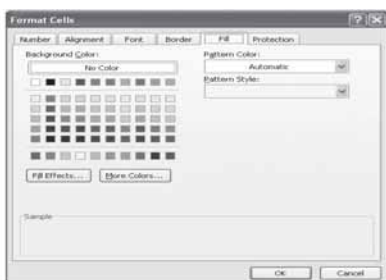 Format Cells
Number Alignment Font Border Fill Protection
Background Color:
No Color
Pattern Color:
Automatic
Pattern Style:
Fill Effects... More Colors...
Sample
OK Cancel